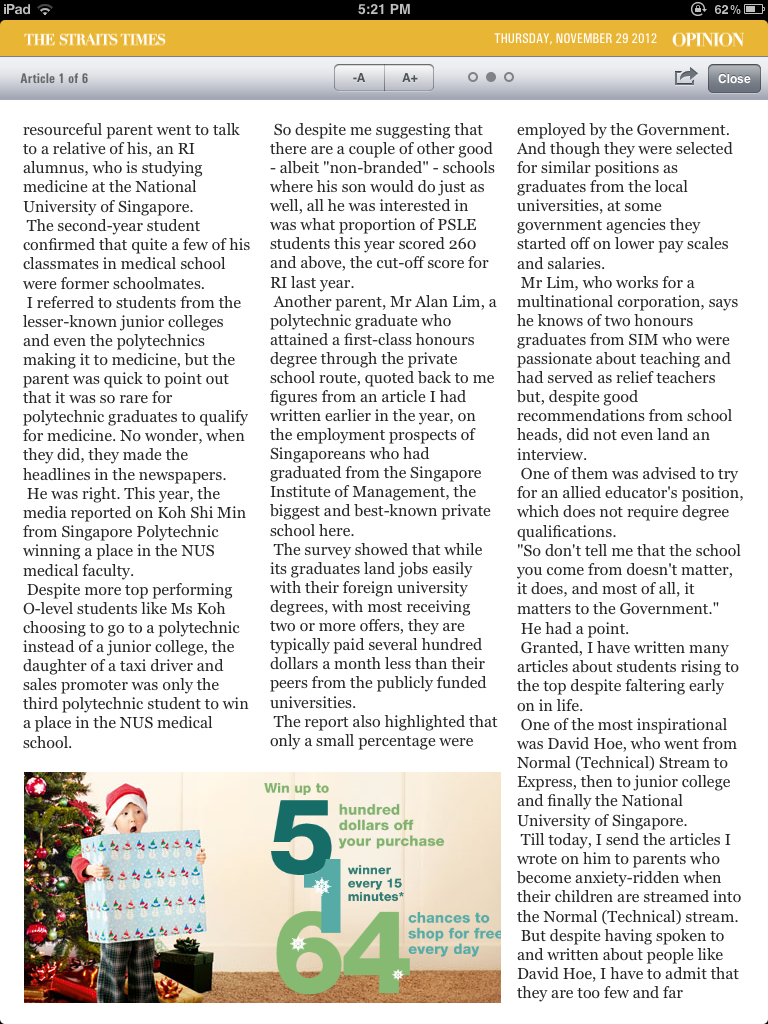 iPad 5:21 PM 62%
THE STRAITS TIMES THURSDAY, NOVEMBER 29 2012 OPINION
Article 1 of 6 -A A+ Close
resourceful parent went to talk
to a relative of his, an RI
alumnus, who is studying
medicine at the National
University of Singapore.
The second-year student
confirmed that quite a few of his
classmates in medical school
were former schoolmates.
I referred to students from the
lesser-known junior colleges
and even the polytechnics
making it to medicine, but the
parent was quick to point out
that it was so rare for
polytechnic graduates to qualify
for medicine. No wonder, when
they did, they made the
headlines in the newspapers.
He was right. This year, the
media reported on Koh Shi Min
from Singapore Polytechnic
winning a place in the NUS
medical faculty.
Despite more top performing
O-level students like Ms Koh
choosing to go to a polytechnic
instead of a junior college, the
daughter of a taxi driver and
sales promoter was only the
third polytechnic student to win
a place in the NUS medical
school.
So despite me suggesting that
there are a couple of other good
- albeit "non-branded" - schools
where his son would do just as
well, all he was interested in
was what proportion of PSLE
students this year scored 260
and above, the cut-off score for
RI last year.
Another parent, Mr Alan Lim, a
polytechnic graduate who
attained a first-class honours
degree through the private
school route, quoted back to me
figures from an article I had
written earlier in the year, on
the employment prospects of
Singaporeans who had
graduated from the Singapore
Institute of Management, the
biggest and best-known private
school here.
The survey showed that while
its graduates land jobs easily
with their foreign university
degrees, with most receiving
two or more offers, they are
typically paid several hundred
dollars a month less than their
peers from the publicly funded
universities.
The report also highlighted that
only a small percentage were
employed by the Government.
And though they were selected
for similar positions as
graduates from the local
universities, at some
government agencies they
started off on lower pay scales
and salaries.
Mr Lim, who works for a
multinational corporation, says
he knows of two honours
graduates from SIM who were
passionate about teaching and
had served as relief teachers
but, despite good
recommendations from school
heads, did not even land an
interview.
One of them was advised to try
for an allied educator's position,
which does not require degree
qualifications.
"So don't tell me that the school
you come from doesn't matter,
it does, and most of all, it
matters to the Government."
He had a point.
Granted, I have written many
articles about students rising to
the top despite faltering early
on in life.
One of the most inspirational
was David Hoe, who went from
Normal (Technical) Stream to
Express, then to junior college
and finally the National
University of Singapore.
Till today, I send the articles I
wrote on him to parents who
become anxiety-ridden when
their children are streamed into
the Normal (Technical) stream.
But despite having spoken to
and written about people like
David Hoe, I have to admit that
they are too few and far
Win up to
5 hundred
dollars off
your purchase
1 winner
every 15
minutes*
64 chances to
shop for free
every day